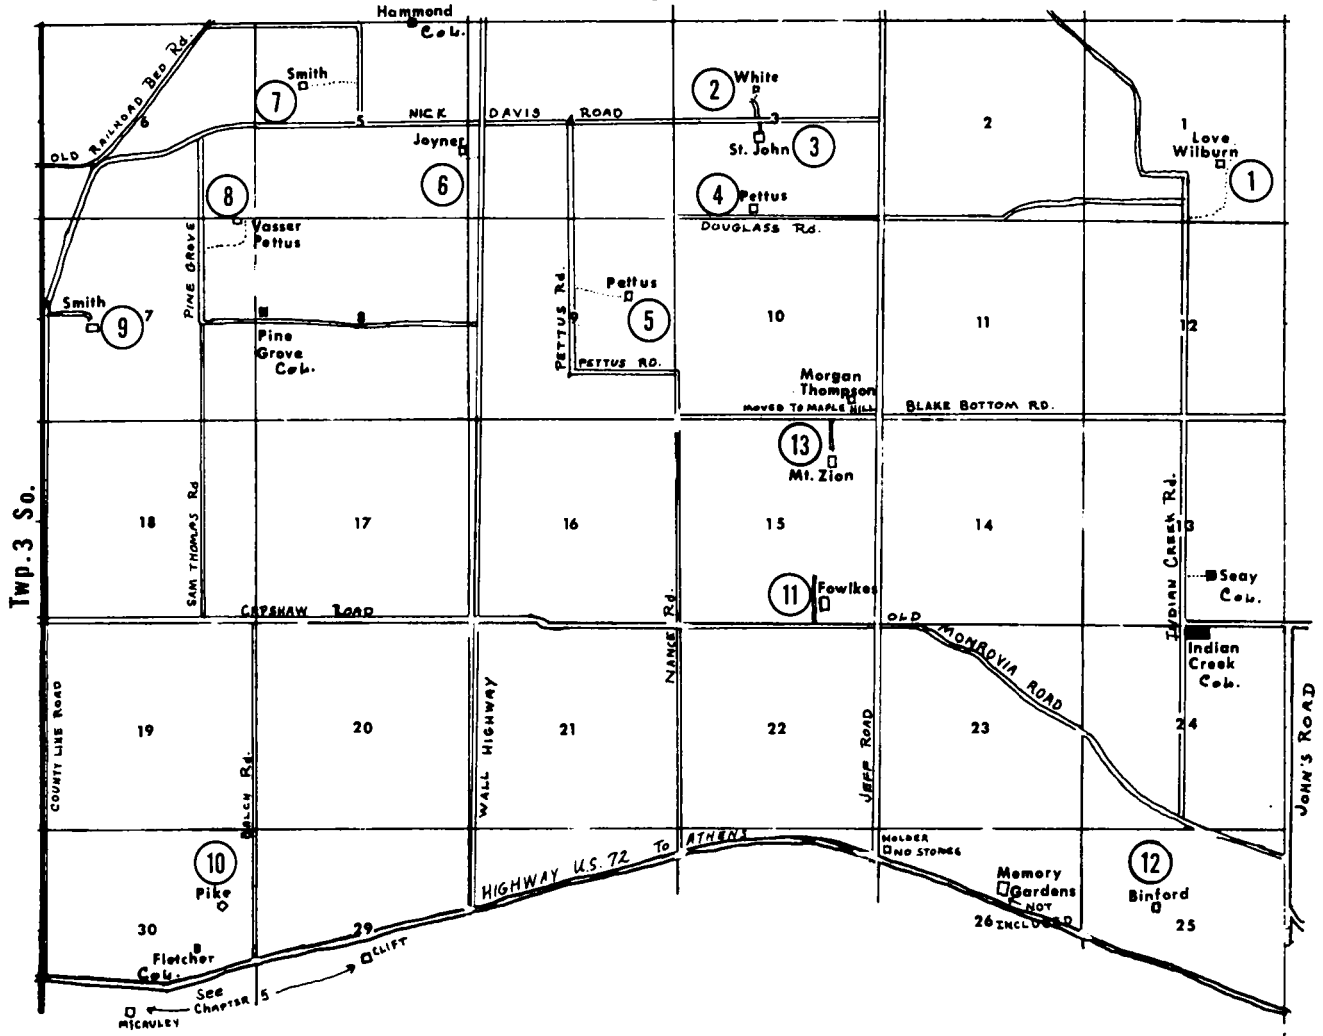 Hammond
Col.
OLD RAILROAD BED Rd.
6
Smith
7
5
NICK DAVIS ROAD
4
White
2
3
St. John
3
2
1
Love
Wilburn
1
Joyner
6
8
Vasser
Pettus
4
Pettus
DOUGLASS Rd.
PINE GROVE
Smith
9
7
Pine
Grove
Col.
8
PETTUS Rd.
9
Pettus
5
PETTUS RD.
10
11
12
Morgan
Thompson
MOVED TO MAPLE HILL
BLAKE BOTTOM RD.
13
Mt. Zion
Twp. 3 So.
18
SAM THOMAS Rd
17
16
15
14
INDIAN CREEK Rd.
13
Seay
Col.
11
Fowlkes
CAPSHAW ROAD
NANCE Rd.
OLD MONROVIA ROAD
Indian
Creek
Col.
COUNTY LINE ROAD
19
BALCH Rd.
20
WALL HIGHWAY
21
22
JEFF ROAD
23
24
JOHN'S ROAD
10
Pike
HIGHWAY U.S. 72 TO ATHENS
HOLDER
NO STONES
Memory
Gardens
NOT
INCLUDED
12
Binford
30
29
26
25
Fletcher
Col.
CLIFT
See
CHAPTER 5
MCCAULEY